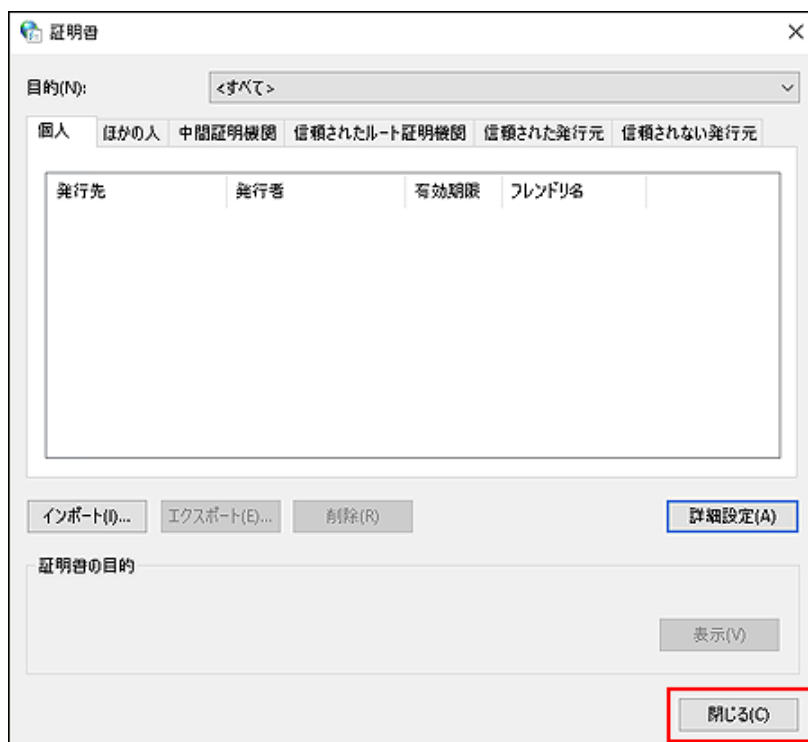 証明書
目的(N): <すべて>
個人 ほかの人 中間証明機関 信頼されたルート証明機関 信頼された発行元 信頼されない発行元
発行先 発行者 有効期限 フレンドリ名
インポート(I)... エクスポート(E)... 削除(R) 詳細設定(A)
証明書の目的
表示(V)
閉じる(C)